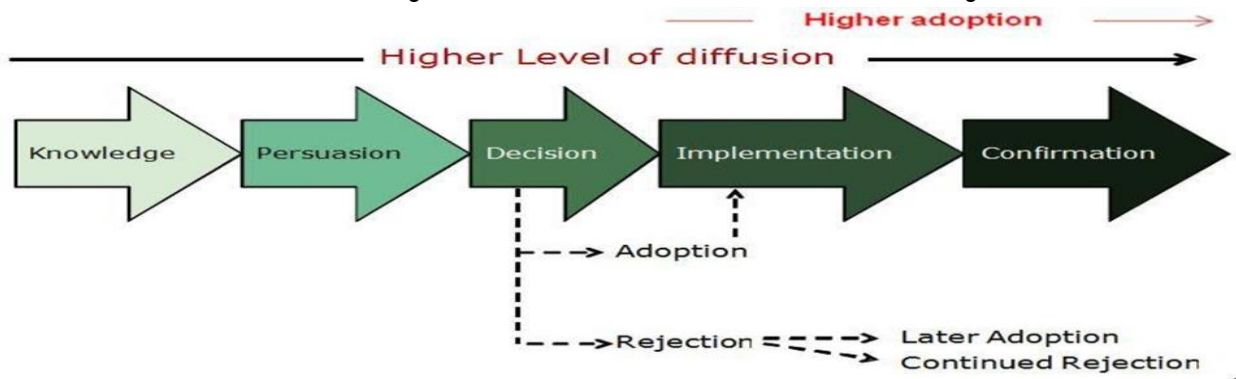 Higher adoption
Higher Level of diffusion
Knowledge
Persuasion
Decision
Implementation
Confirmation
Adoption
Rejection
Later Adoption
Continued Rejection